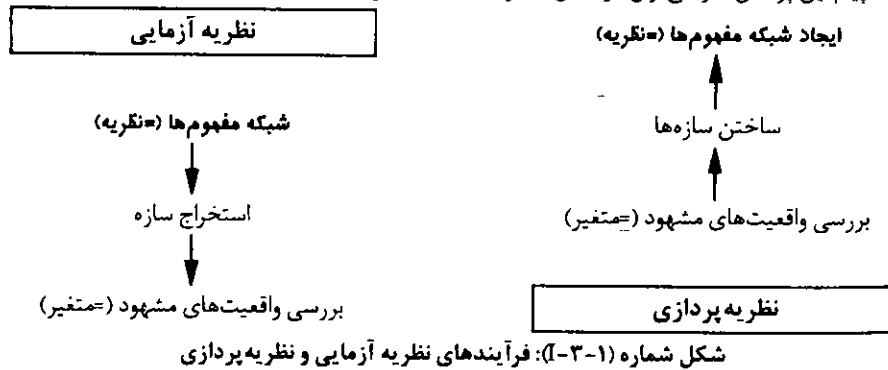 ایجاد شبکه مفهوم‌ها (=نظریه)
ساختن سازه‌ها
بررسی واقعیت‌های مشهود (=متغیر)
نظریه‌پردازی
نظریه آزمایی
شبکه مفهوم‌ها (=نظریه)
استخراج سازه
بررسی واقعیت‌های مشهود (=متغیر)
شکل شماره (۱-۳-I): فرآیندهای نظریه آزمایی و نظریه‌پردازی